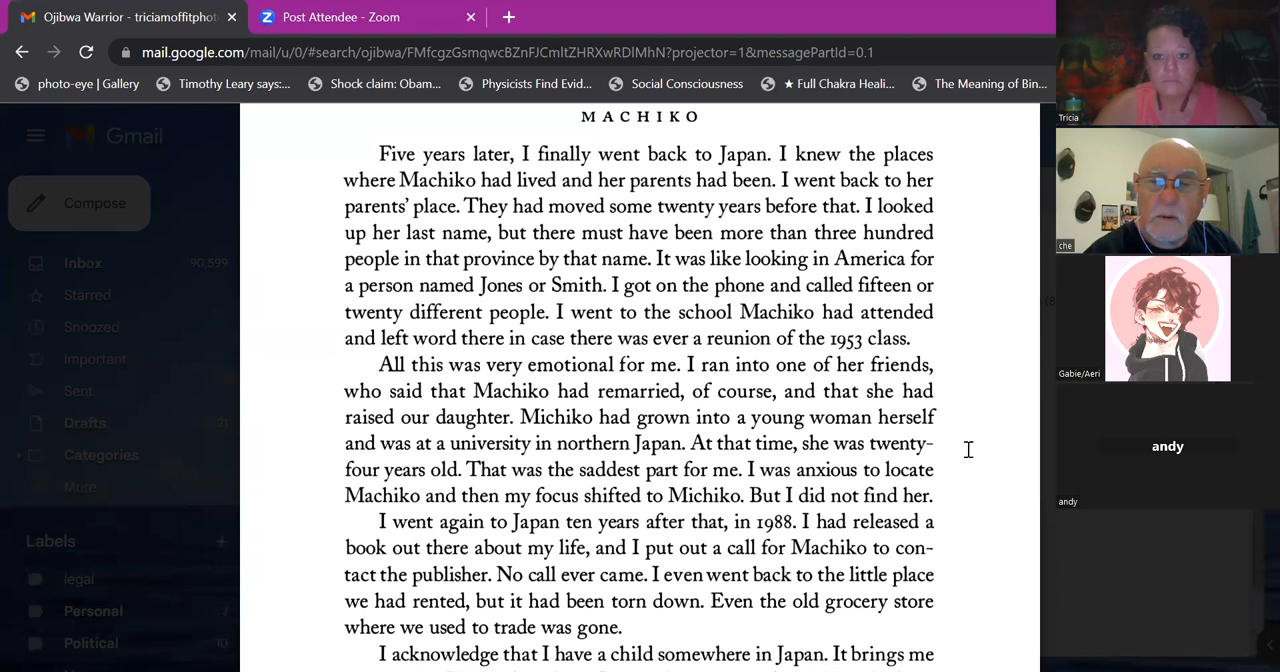 Ojibwa Warrior - triciamoffitphot
Post Attendee - Zoom
mail.google.com/mail/u/0/#search/ojibwa/FMfcgzGsmqwcBZnFJCmltZHRXwRDlMhN?projector=1&messagePartId=0.1
photo-eye | Gallery
Timothy Leary says:...
Shock claim: Obam...
Physicists Find Evid...
Social Consciousness
★ Full Chakra Heali...
The Meaning of Bin...
Gmail
Compose
Inbox 90,599
Starred
Snoozed
Important
Sent
Drafts 21
Categories
More
Labels
legal
Personal
Political 10
MACHIKO
Five years later, I finally went back to Japan. I knew the places
where Machiko had lived and her parents had been. I went back to her
parents' place. They had moved some twenty years before that. I looked
up her last name, but there must have been more than three hundred
people in that province by that name. It was like looking in America for
a person named Jones or Smith. I got on the phone and called fifteen or
twenty different people. I went to the school Machiko had attended
and left word there in case there was ever a reunion of the 1953 class.
All this was very emotional for me. I ran into one of her friends,
who said that Machiko had remarried, of course, and that she had
raised our daughter. Michiko had grown into a young woman herself
and was at a university in northern Japan. At that time, she was twenty-
four years old. That was the saddest part for me. I was anxious to locate
Machiko and then my focus shifted to Michiko. But I did not find her.
I went again to Japan ten years after that, in 1988. I had released a
book out there about my life, and I put out a call for Machiko to con-
tact the publisher. No call ever came. I even went back to the little place
we had rented, but it had been torn down. Even the old grocery store
where we used to trade was gone.
I acknowledge that I have a child somewhere in Japan. It brings me
Tricia
che
Gabie/Aeri
andy
andy